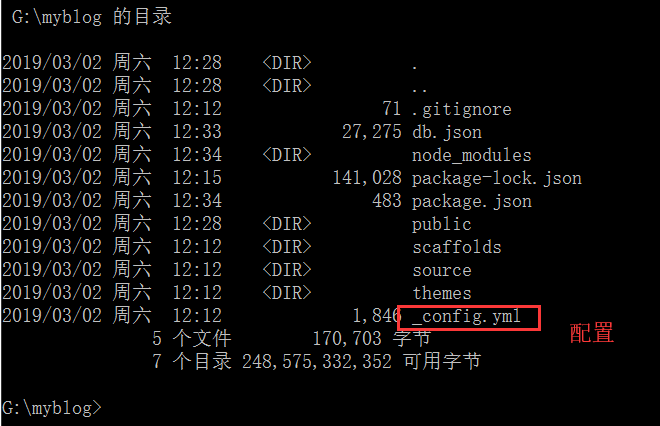 G:\myblog 的目录
2019/03/02 周六 12:28 <DIR> .
2019/03/02 周六 12:28 <DIR> ..
2019/03/02 周六 12:12 71 .gitignore
2019/03/02 周六 12:33 27,275 db.json
2019/03/02 周六 12:34 <DIR> node_modules
2019/03/02 周六 12:15 141,028 package-lock.json
2019/03/02 周六 12:34 483 package.json
2019/03/02 周六 12:28 <DIR> public
2019/03/02 周六 12:12 <DIR> scaffolds
2019/03/02 周六 12:12 <DIR> source
2019/03/02 周六 12:12 <DIR> themes
2019/03/02 周六 12:12 1,846 _config.yml
配置
5 个文件 170,703 字节
7 个目录 248,575,332,352 可用字节
G:\myblog>